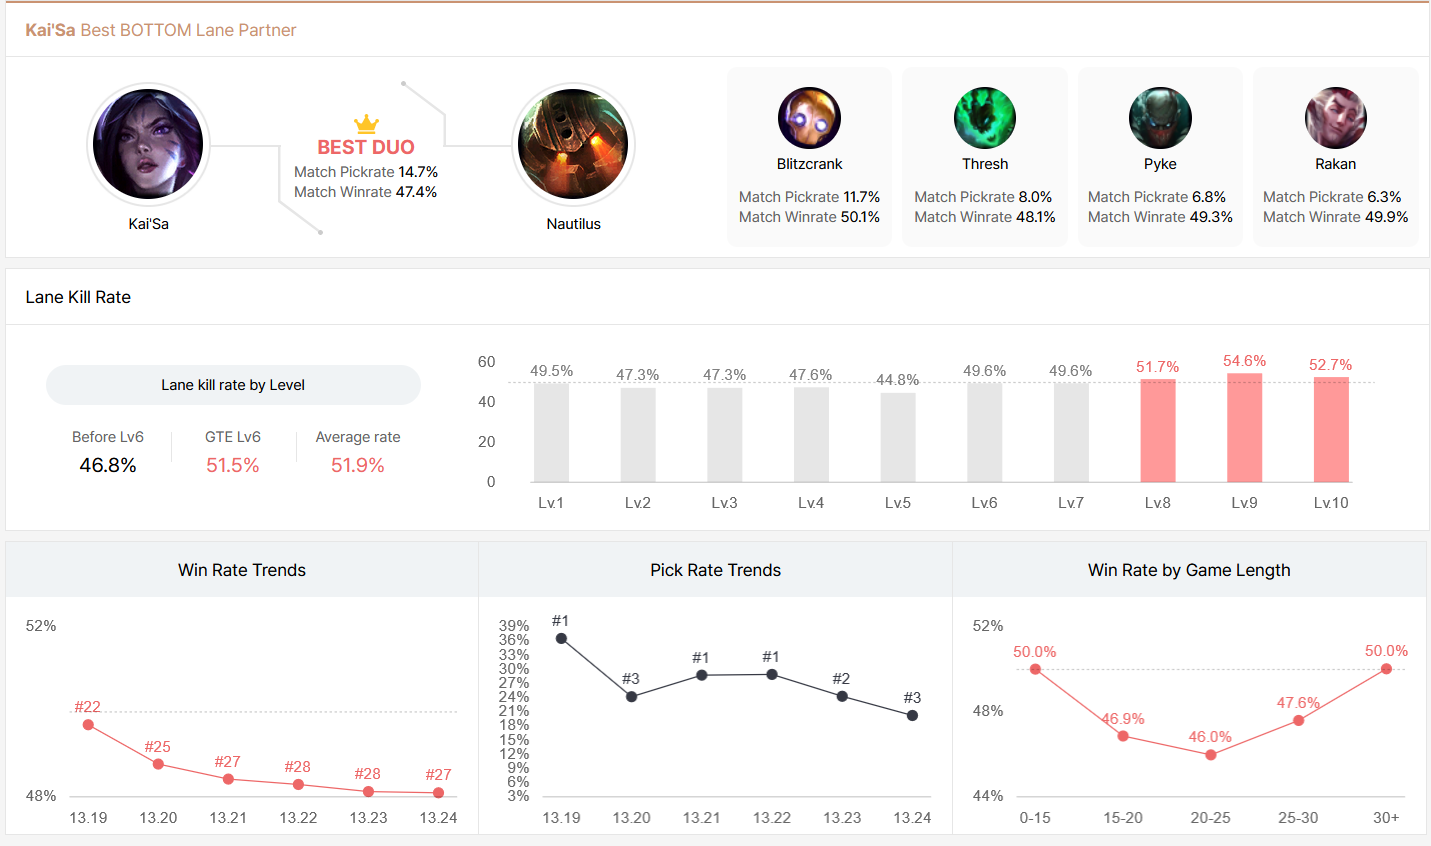 Kai'Sa Best BOTTOM Lane Partner
BEST DUO
Match Pickrate 14.7%
Match Winrate 47.4%
Kai'Sa
Nautilus
Blitzcrank
Match Pickrate 11.7%
Match Winrate 50.1%
Thresh
Match Pickrate 8.0%
Match Winrate 48.1%
Pyke
Match Pickrate 6.8%
Match Winrate 49.3%
Rakan
Match Pickrate 6.3%
Match Winrate 49.9%
Lane Kill Rate
Lane kill rate by Level
Before Lv6
46.8%
GTE Lv6
51.5%
Average rate
51.9%
60
40
20
0
49.5% 47.3% 47.3% 47.6% 44.8% 49.6% 49.6% 51.7% 54.6% 52.7%
Lv.1 Lv.2 Lv.3 Lv.4 Lv.5 Lv.6 Lv.7 Lv.8 Lv.9 Lv.10
Win Rate Trends
52%
48%
#22 #25 #27 #28 #28 #27
13.19 13.20 13.21 13.22 13.23 13.24
Pick Rate Trends
39%
36%
33%
30%
27%
24%
21%
18%
15%
12%
9%
6%
3%
#1 #3 #1 #1 #2 #3
13.19 13.20 13.21 13.22 13.23 13.24
Win Rate by Game Length
52%
48%
44%
50.0% 46.9% 46.0% 47.6% 50.0%
0-15 15-20 20-25 25-30 30+